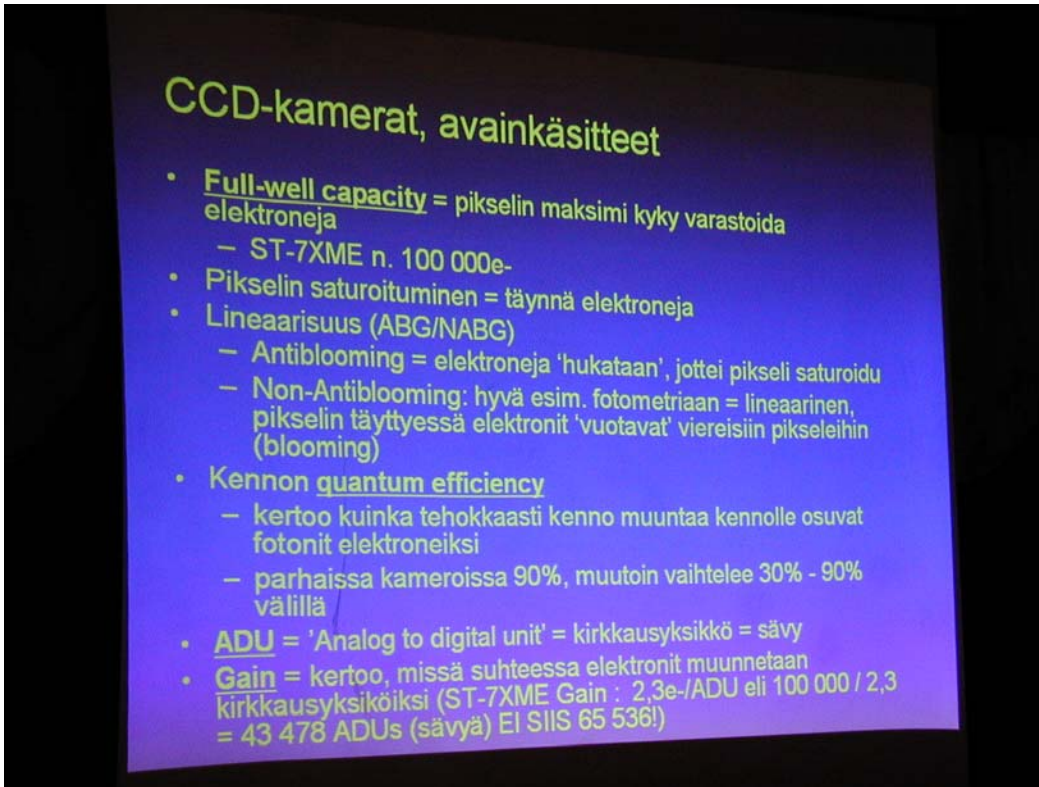 CCD-kamerat, avainkäsitteet
• Full-well capacity = pikselin maksimi kyky varastoida
elektroneja
– ST-7XME n. 100 000e-
• Pikselin saturoituminen = täynnä elektroneja
• Lineaarisuus (ABG/NABG)
– Antiblooming = elektroneja ‘hukataan’, jottei pikseli saturoidu
– Non-Antiblooming: hyvä esim. fotometriaan = lineaarinen,
pikselin täyttyessä elektronit ‘vuotavat’ viereisiin pikseleihin
(blooming)
• Kennon quantum efficiency
– kertoo kuinka tehokkaasti kenno muuntaa kennolle osuvat
fotonit elektroneiksi
– parhaissa kameroissa 90%, muutoin vaihtelee 30% - 90%
välillä
• ADU = ’Analog to digital unit’ = kirkkausyksikkö = sävy
• Gain = kertoo, missä suhteessa elektronit muunnetaan
kirkkausyksiköiksi (ST-7XME Gain : 2,3e-/ADU eli 100 000 / 2,3
= 43 478 ADUs (sävyä) EI SIIS 65 536!)